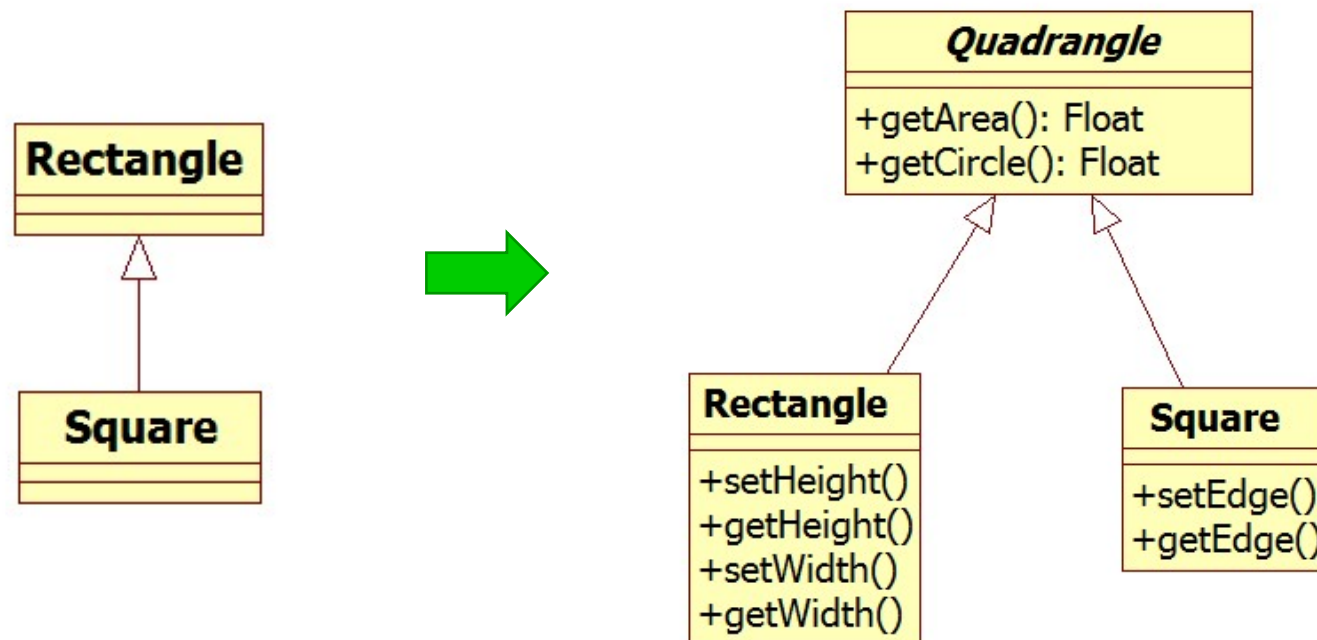 Rectangle
Square
Quadrangle
+getArea(): Float
+getCircle(): Float
Rectangle
+setHeight()
+getHeight()
+setWidth()
+getWidth()
Square
+setEdge()
+getEdge()